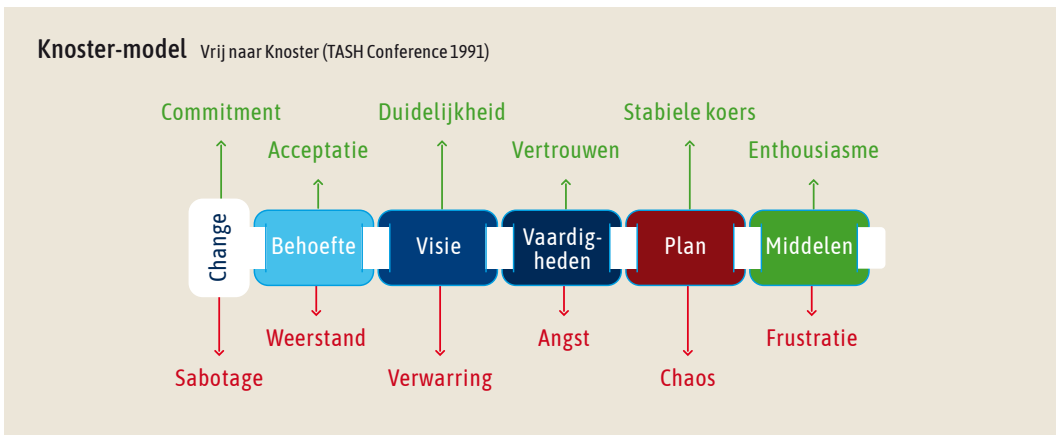 Knoster-model Vrij naar Knoster (TASH Conference 1991)
Commitment
Duidelijkheid
Stabiele koers
Acceptatie
Vertrouwen
Enthousiasme
Change
Behoefte
Visie
Vaardig-
heden
Plan
Middelen
Weerstand
Angst
Frustratie
Sabotage
Verwarring
Chaos